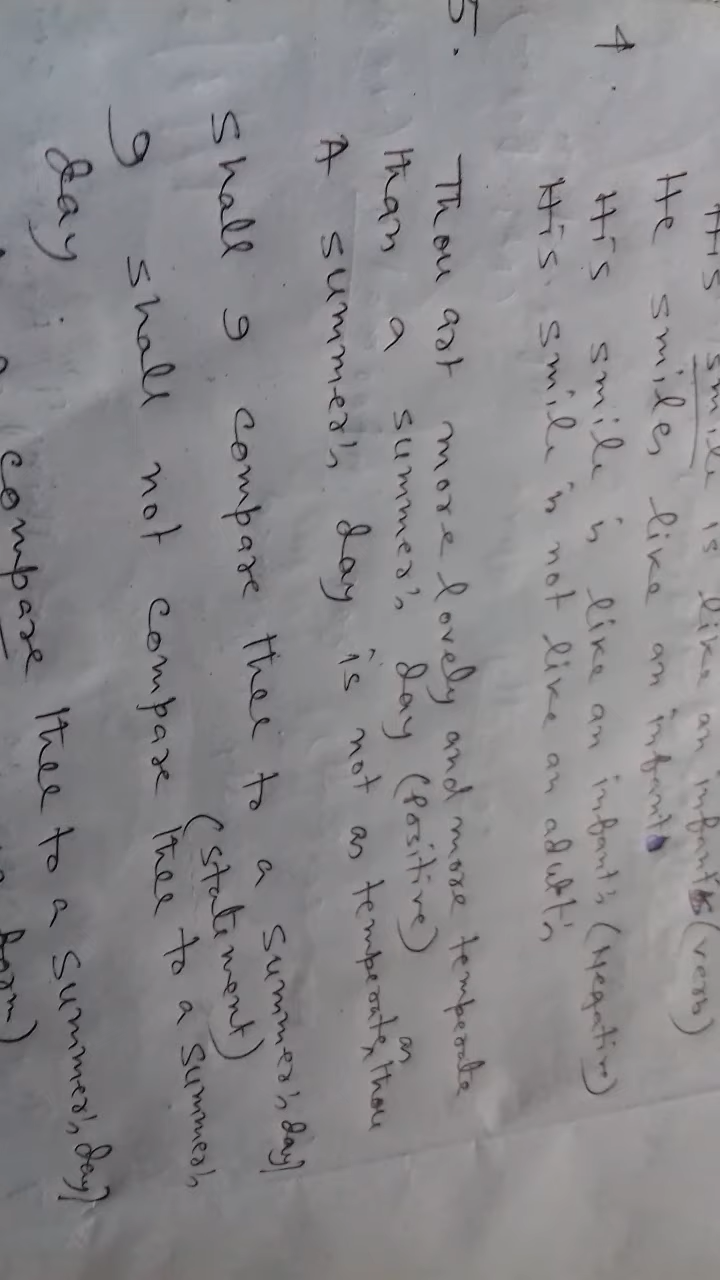 His smile is like an infant's (verb)
He smiles like an infant
4. His smile is like an infant's (Negative)
His smile is not like an adult's
5. Thou art more lovely and more temperate
than a summer's day (Positive)
A summer's day is not as temperate as thou
Shall I compare thee to a summer's day?
(statement)
I shall not compare thee to a summer's
day.
compare thee to a summer's day?
form)